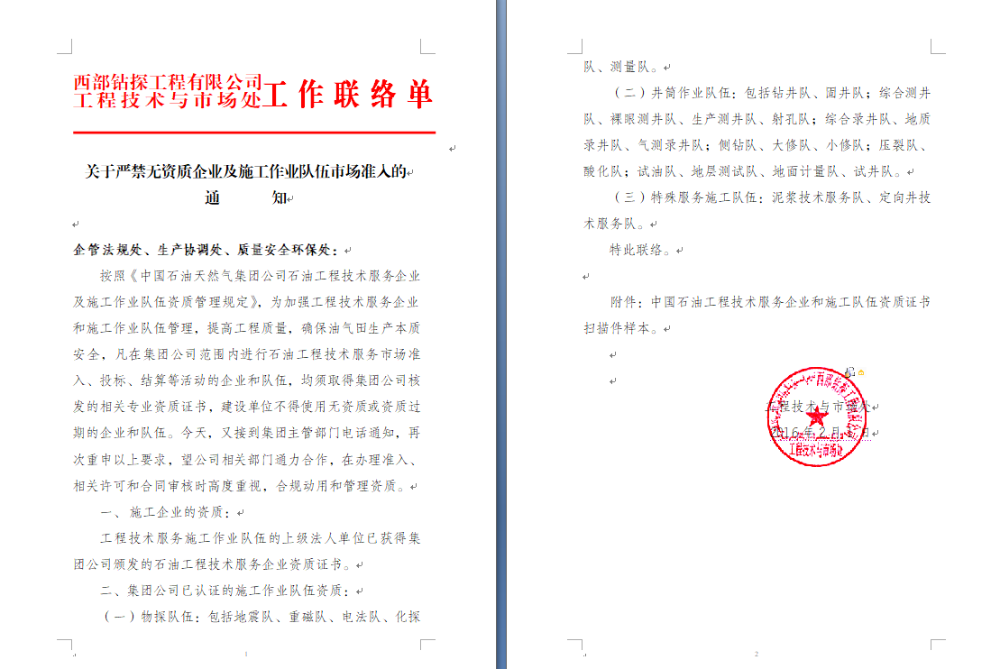 西部钻探工程有限公司
工程技术与市场处
工作联络单
关于严禁无资质企业及施工作业队伍市场准入的
通 知
企管法规处、生产协调处、质量安全环保处：
按照《中国石油天然气集团公司石油工程技术服务企业
及施工作业队伍资质管理规定》，为加强工程技术服务企业
和施工作业队伍管理，提高工程质量，确保油气田生产本质
安全，凡在集团公司范围内进行石油工程技术服务市场准
入、投标、结算等活动的企业和队伍，均须取得集团公司核
发的相关专业资质证书，建设单位不得使用无资质或资质过
期的企业和队伍。今天，又接到集团主管部门电话通知，再
次重申以上要求，望公司相关部门通力合作，在办理准入、
相关许可和合同审核时高度重视，合规动用和管理资质。
一、 施工企业的资质：
工程技术服务施工作业队伍的上级法人单位已获得集
团公司颁发的石油工程技术服务企业资质证书。
二、集团公司已认证的施工作业队伍资质：
（一）物探队伍：包括地震队、重磁队、电法队、化探
1
队、测量队。
（二）井筒作业队伍：包括钻井队、固井队；综合测井
队、裸眼测井队、生产测井队、射孔队；综合录井队、地质
录井队、气测录井队；侧钻队、大修队、小修队；压裂队、
酸化队；试油队、地层测试队、地面计量队、试井队。
（三）特殊服务施工队伍：泥浆技术服务队、定向井技
术服务队。
特此联络。
附件：中国石油工程技术服务企业和施工队伍资质证书
扫描件样本。
工程技术与市场处
2016年2月 日
工程技术与市场处
2